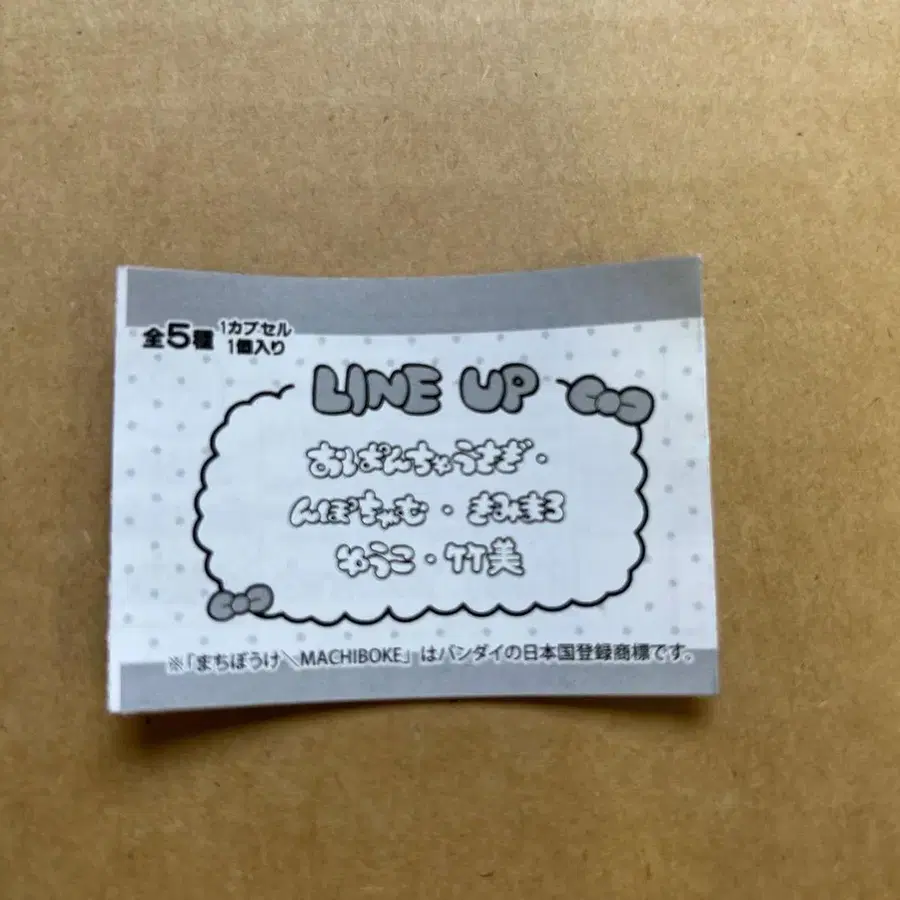 全5種 1カプセル
1個入り
LINE UP
おぱんちゅうさぎ・
んぽちゃむ・きみまろ
ゆうこ・竹美
※「まちぼうけ＼MACHIBOKE」はバンダイの日本国登録商標です。